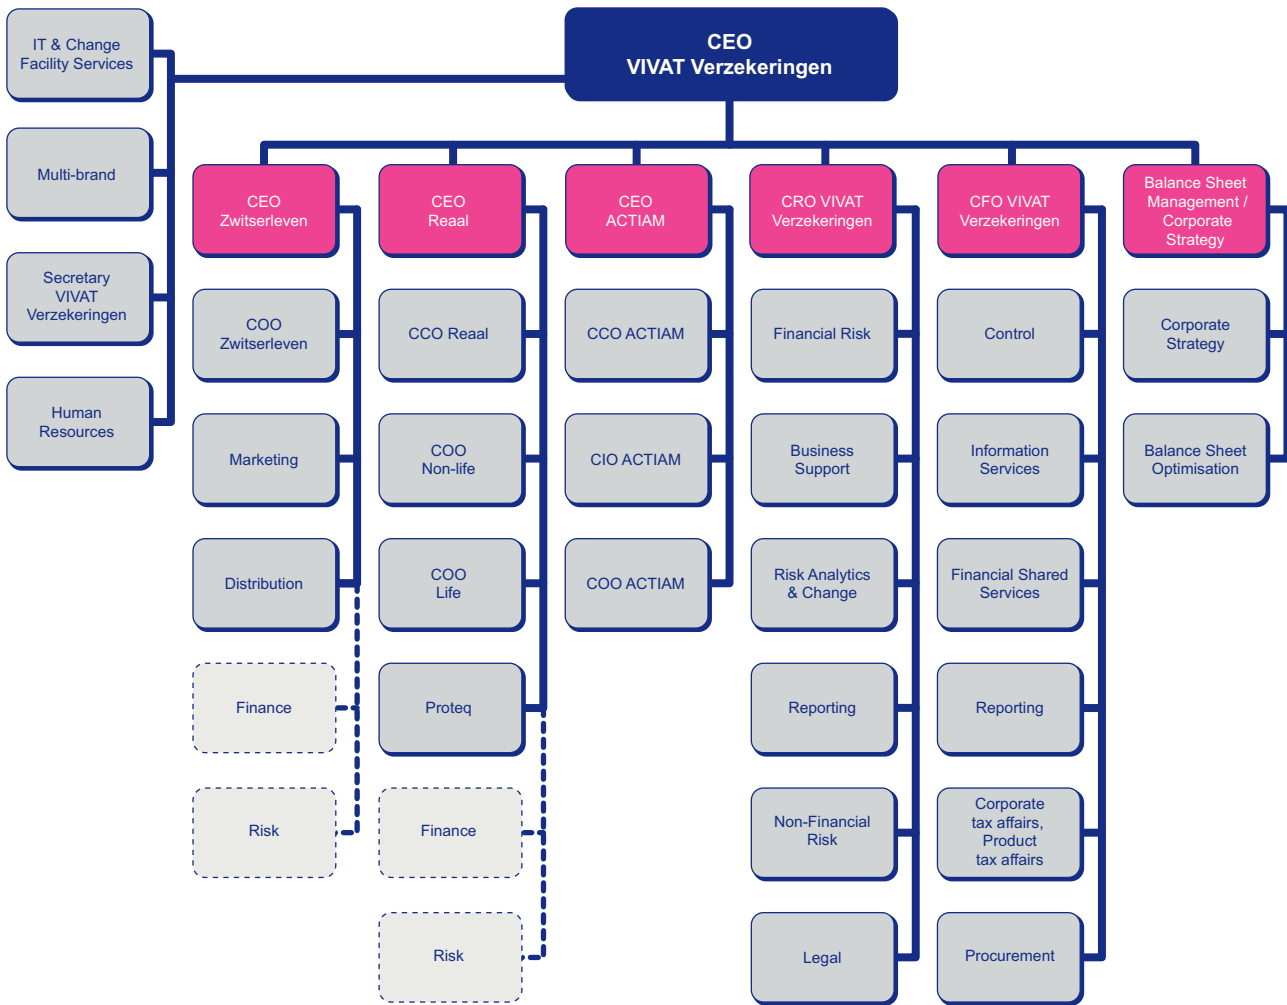 CEO
VIVAT Verzekeringen
IT & Change
Facility Services
Multi-brand
Secretary
VIVAT
Verzekeringen
Human
Resources
CEO
Zwitserleven
COO
Zwitserleven
Marketing
Distribution
Finance
Risk
CEO
Reaal
CCO Reaal
COO
Non-life
COO
Life
Proteq
Finance
Risk
CEO
ACTIAM
CCO ACTIAM
CIO ACTIAM
COO ACTIAM
CRO VIVAT
Verzekeringen
Financial Risk
Business
Support
Risk Analytics
& Change
Reporting
Non-Financial
Risk
Legal
CFO VIVAT
Verzekeringen
Control
Information
Services
Financial Shared
Services
Reporting
Corporate
tax affairs,
Product
tax affairs
Procurement
Balance Sheet
Management /
Corporate
Strategy
Corporate
Strategy
Balance Sheet
Optimisation